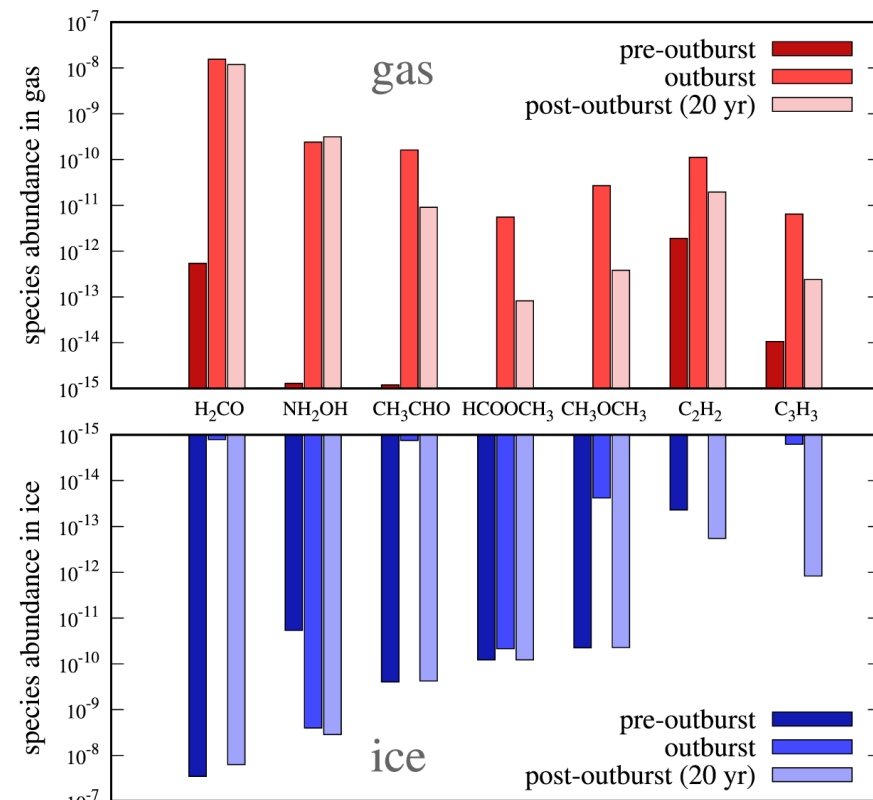 species abundance in gas
10⁻⁷
10⁻⁸
10⁻⁹
10⁻¹⁰
10⁻¹¹
10⁻¹²
10⁻¹³
10⁻¹⁴
10⁻¹⁵
gas
pre-outburst
outburst
post-outburst (20 yr)
H₂CO NH₂OH CH₃CHO HCOOCH₃ CH₃OCH₃ C₂H₂ C₃H₃
species abundance in ice
10⁻¹⁵
10⁻¹⁴
10⁻¹³
10⁻¹²
10⁻¹¹
10⁻¹⁰
10⁻⁹
10⁻⁸
10⁻⁷
ice
pre-outburst
outburst
post-outburst (20 yr)